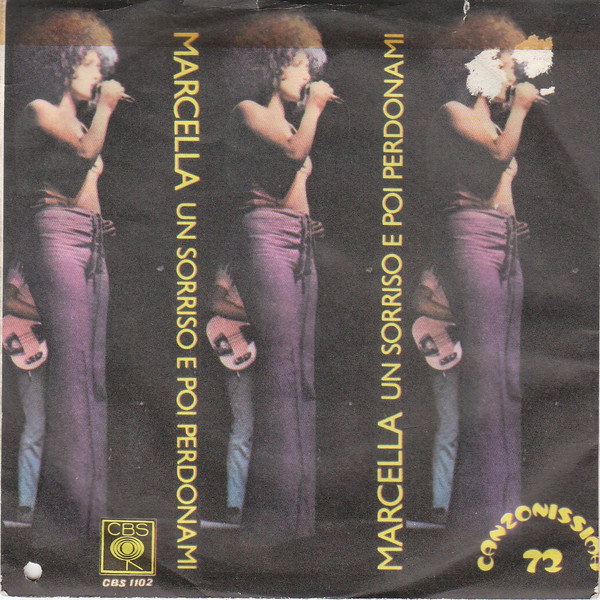 MARCELLA UN SORRISO E POI PERDONAMI
MARCELLA UN SORRISO E POI PERDONAMI
CBS
CBS 1102
CANZONISSIMA
72